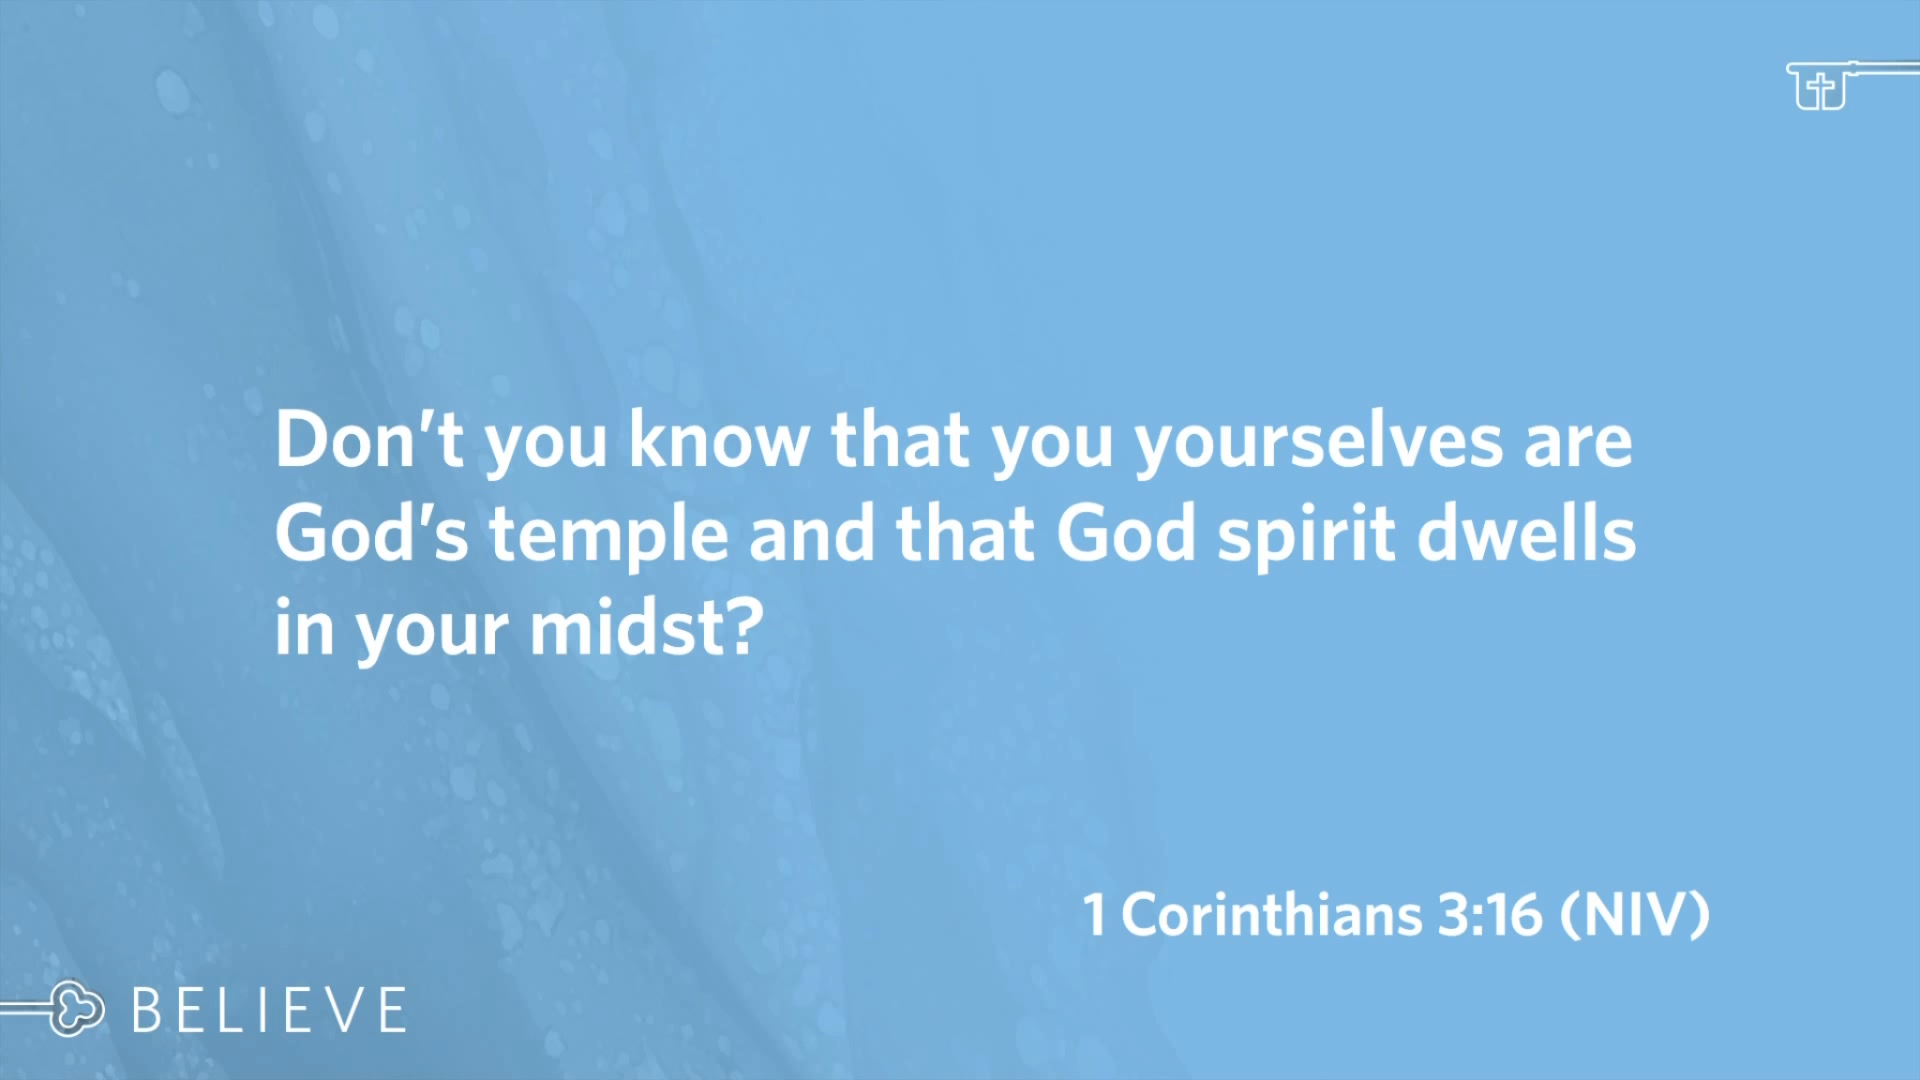 Don’t you know that you yourselves are
God’s temple and that God spirit dwells
in your midst?
1 Corinthians 3:16 (NIV)
BELIEVE